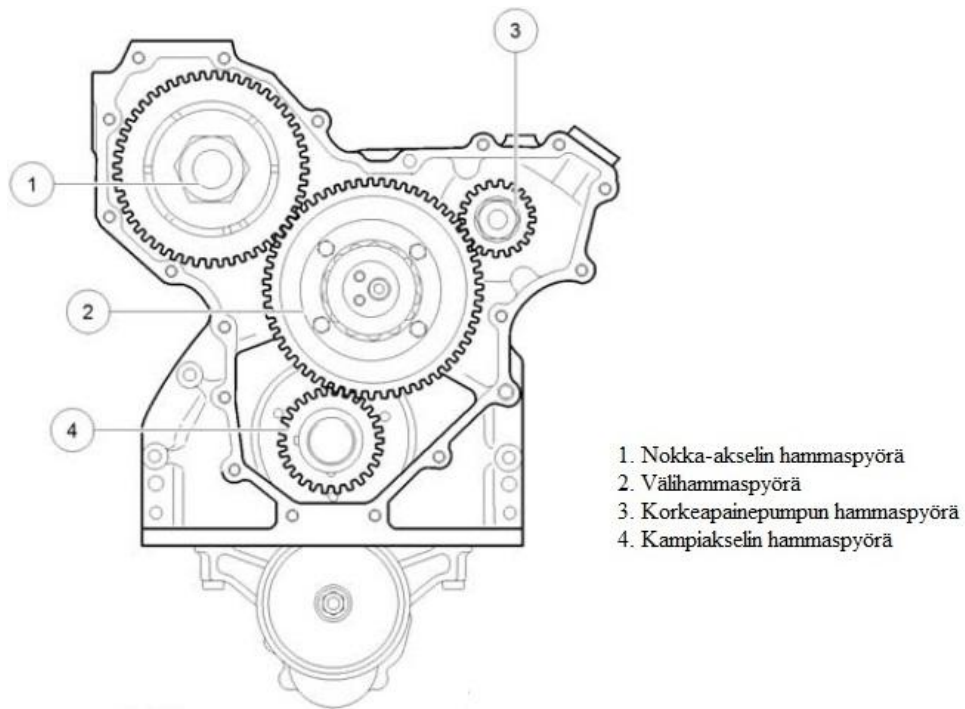 3
1
2
4
1. Nokka-akselin hammaspyörä
2. Välihammaspyörä
3. Korkeapainepumpun hammaspyörä
4. Kampiakselin hammaspyörä